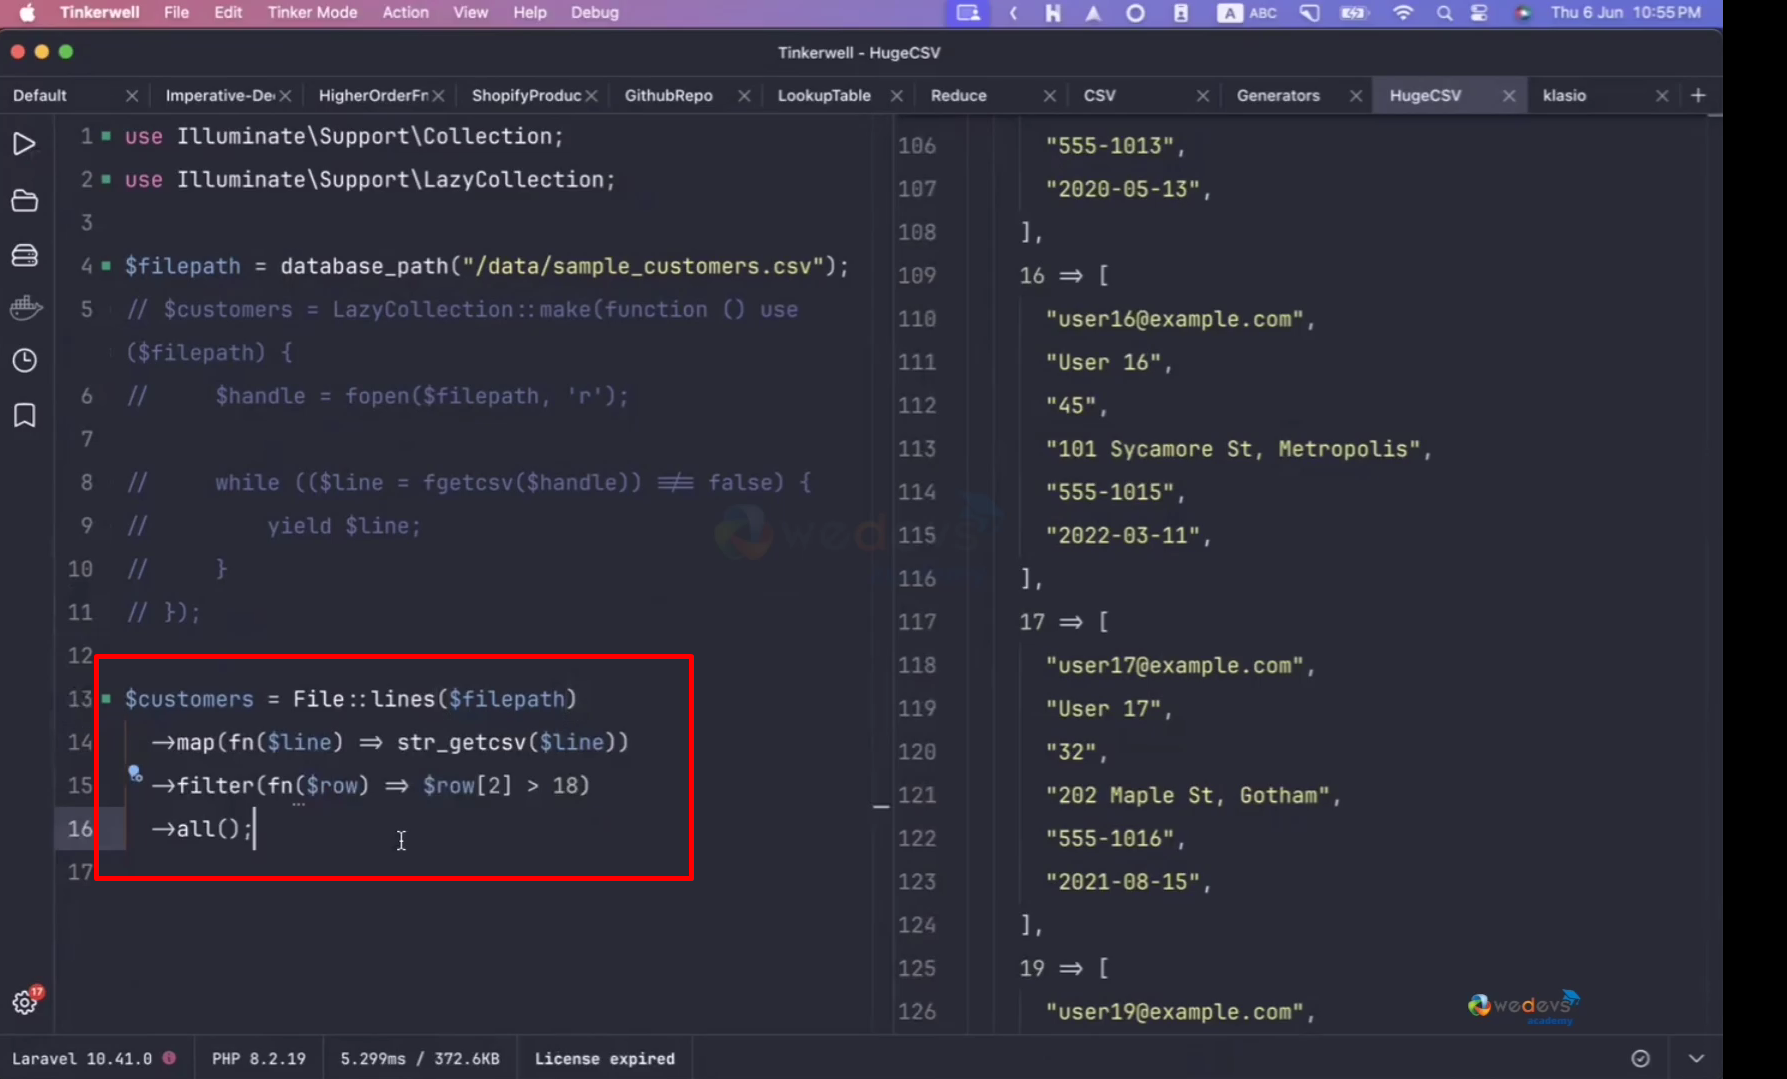 Tinkerwell File Edit Tinker Mode Action View Help Debug
A ABC Thu 6 Jun 10:55 PM
Tinkerwell - HugeCSV
Default Imperative-De HigherOrderFn ShopifyProduc GithubRepo LookupTable Reduce CSV Generators HugeCSV klasio
1 use Illuminate\Support\Collection;
2 use Illuminate\Support\LazyCollection;
3
4 $filepath = database_path("/data/sample_customers.csv");
5 // $customers = LazyCollection::make(function () use
($filepath) {
6 // $handle = fopen($filepath, 'r');
7
8 // while (($line = fgetcsv($handle)) !== false) {
9 // yield $line;
10 // }
11 // });
12
13 $customers = File::lines($filepath)
14 ->map(fn($line) => str_getcsv($line))
15 ->filter(fn($row) => $row[2] > 18)
16 ->all();
17
106 "555-1013",
107 "2020-05-13",
108 ],
109 16 => [
110 "user16@example.com",
111 "User 16",
112 "45",
113 "101 Sycamore St, Metropolis",
114 "555-1015",
115 "2022-03-11",
116 ],
117 17 => [
118 "user17@example.com",
119 "User 17",
120 "32",
121 "202 Maple St, Gotham",
122 "555-1016",
123 "2021-08-15",
124 ],
125 19 => [
126 "user19@example.com",
wedevs
wedevs
academy
17
Laravel 10.41.0 PHP 8.2.19 5.299ms / 372.6KB License expired